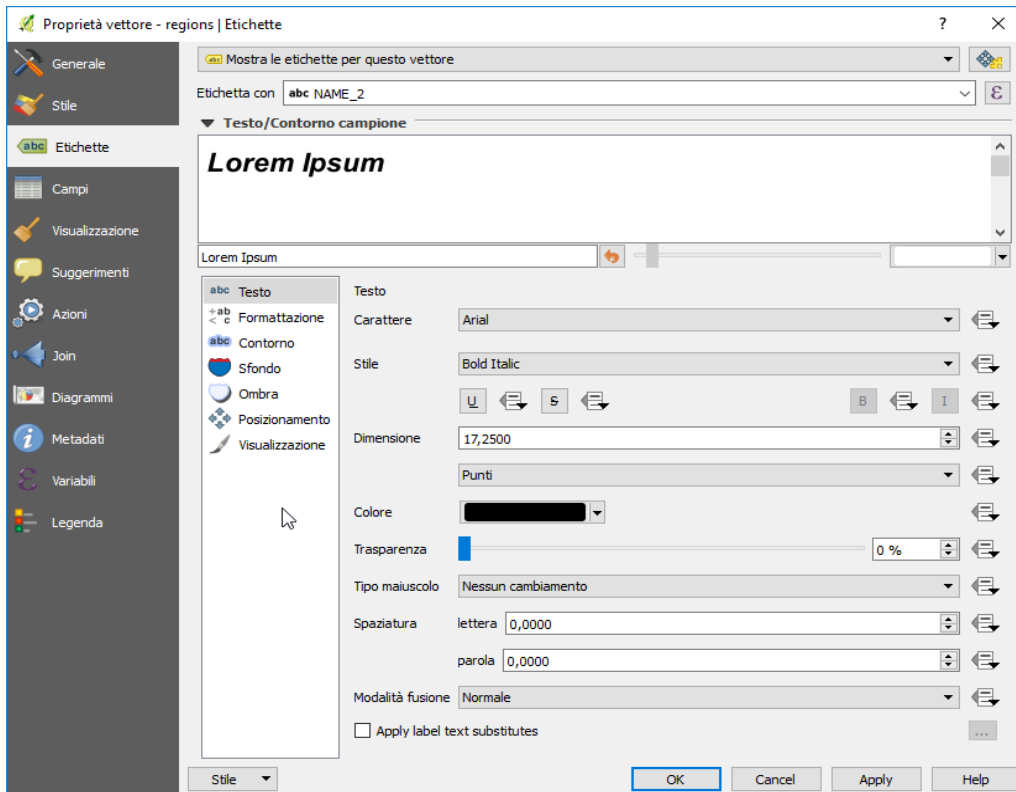 Proprietà vettore - regions | Etichette
?
Generale
Stile
abc Etichette
Campi
Visualizzazione
Suggerimenti
Azioni
Join
Diagrammi
Metadati
Variabili
Legenda
abc Mostra le etichette per questo vettore
Etichetta con abc NAME_2 ε
Testo/Contorno campione
Lorem Ipsum
Lorem Ipsum
abc Testo
+ab < c Formattazione
abc Contorno
Sfondo
Ombra
Posizionamento
Visualizzazione
Testo
Carattere Arial
Stile Bold Italic
U S B I
Dimensione 17,2500
Punti
Colore
Trasparenza 0 %
Tipo maiuscolo Nessun cambiamento
Spaziatura lettera 0,0000
parola 0,0000
Modalità fusione Normale
Apply label text substitutes ...
Stile OK Cancel Apply Help